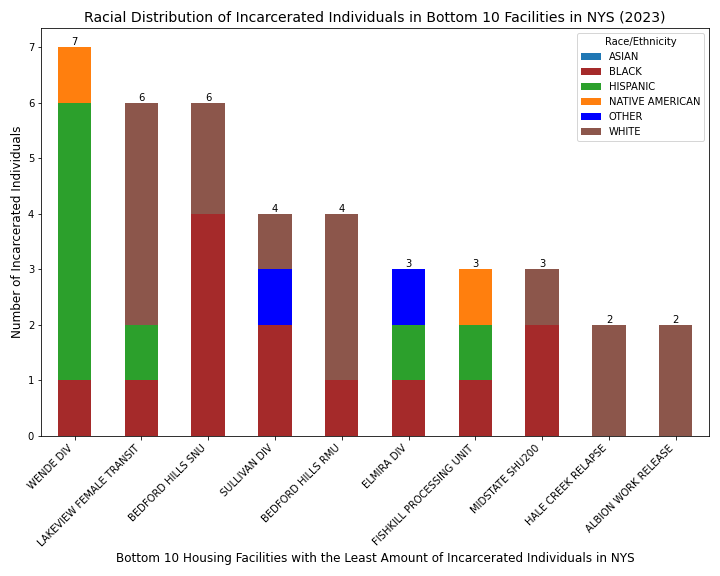 Racial Distribution of Incarcerated Individuals in Bottom 10 Facilities in NYS (2023)
Race/Ethnicity
ASIAN
BLACK
HISPANIC
NATIVE AMERICAN
OTHER
WHITE
Number of Incarcerated Individuals
7
6
5
4
3
2
1
0
7
6
6
4
4
3
3
3
2
2
WENDE DIV
LAKEVIEW FEMALE TRANSIT
BEDFORD HILLS SNU
SULLIVAN DIV
BEDFORD HILLS RMU
ELMIRA DIV
FISHKILL PROCESSING UNIT
MIDSTATE SHU200
HALE CREEK RELAPSE
ALBION WORK RELEASE
Bottom 10 Housing Facilities with the Least Amount of Incarcerated Individuals in NYS